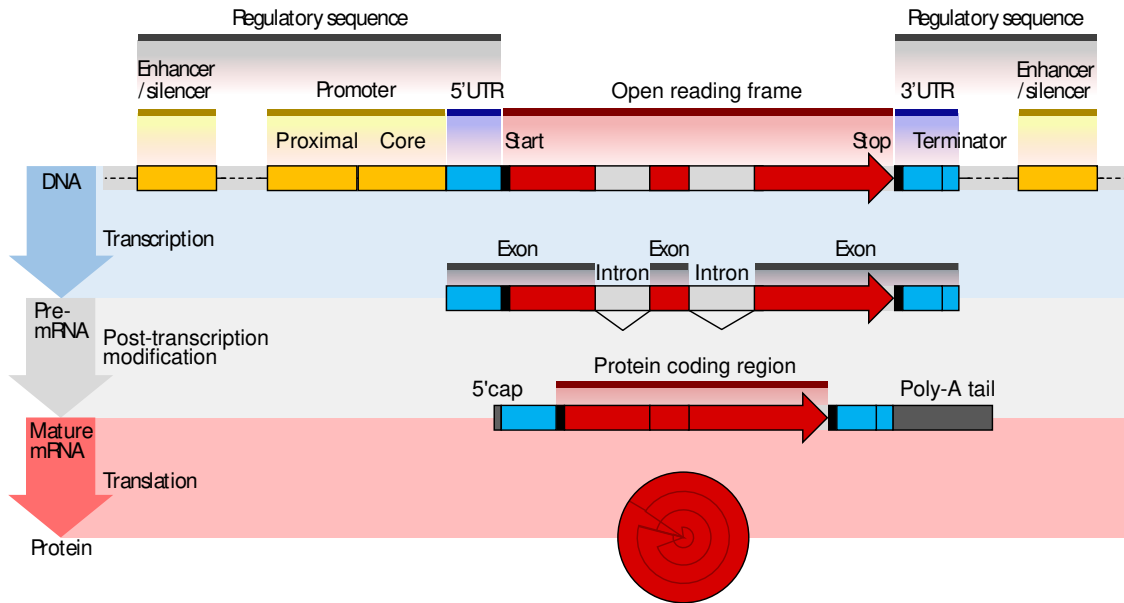 Regulatory sequence
Regulatory sequence
Enhancer
/silencer
Promoter
5'UTR
Open reading frame
3'UTR
Enhancer
/silencer
Proximal
Core
Start
Stop
Terminator
DNA
Transcription
Exon
Exon
Exon
Intron
Intron
Pre-
mRNA
Post-transcription
modification
Protein coding region
5'cap
Poly-A tail
Mature
mRNA
Translation
Protein